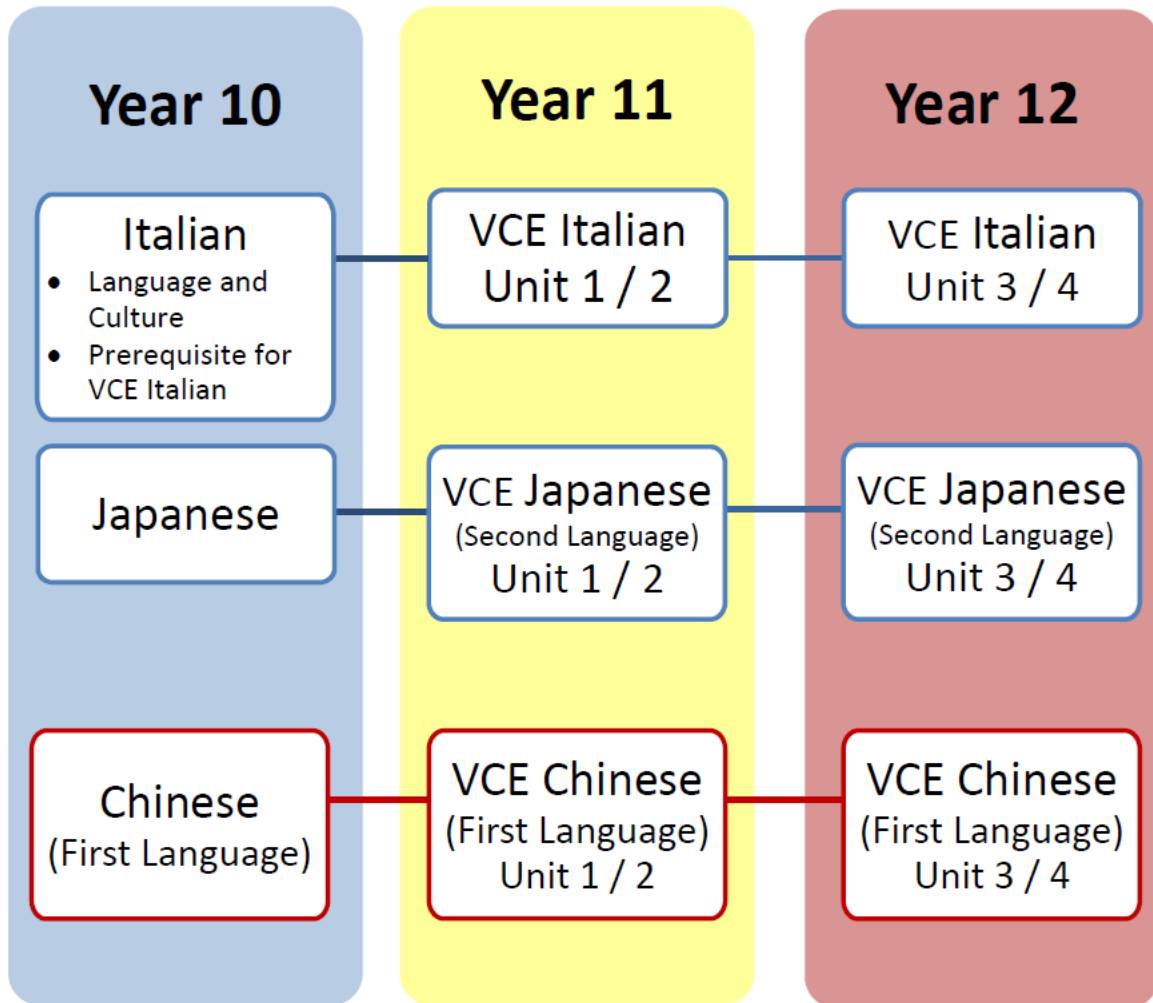 Year 10
Italian
• Language and
Culture
• Prerequisite for
VCE Italian
Japanese
Chinese
(First Language)
Year 11
VCE Italian
Unit 1 / 2
VCE Japanese
(Second Language)
Unit 1 / 2
VCE Chinese
(First Language)
Unit 1 / 2
Year 12
VCE Italian
Unit 3 / 4
VCE Japanese
(Second Language)
Unit 3 / 4
VCE Chinese
(First Language)
Unit 3 / 4